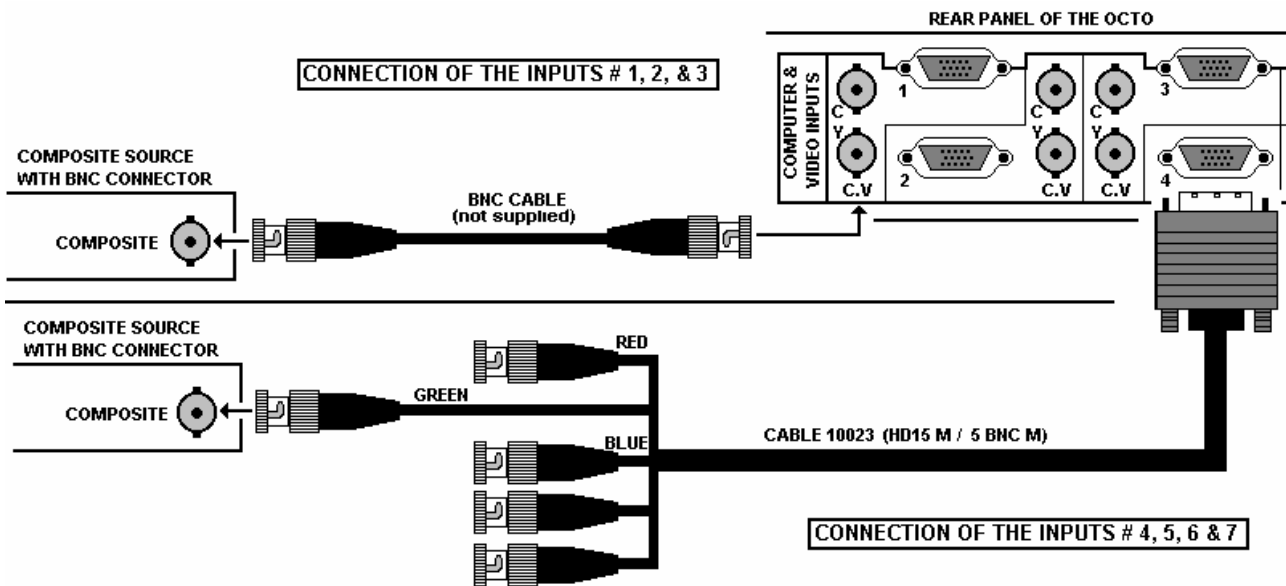 REAR PANEL OF THE OCTO
CONNECTION OF THE INPUTS # 1, 2, & 3
COMPUTER &
VIDEO INPUTS
C
Y
C.V
1
2
C
Y
C.V
C
Y
C.V
3
4
COMPOSITE SOURCE
WITH BNC CONNECTOR
COMPOSITE
BNC CABLE
(not supplied)
COMPOSITE SOURCE
WITH BNC CONNECTOR
COMPOSITE
RED
GREEN
BLUE
CABLE 10023 (HD15 M / 5 BNC M)
CONNECTION OF THE INPUTS # 4, 5, 6 & 7